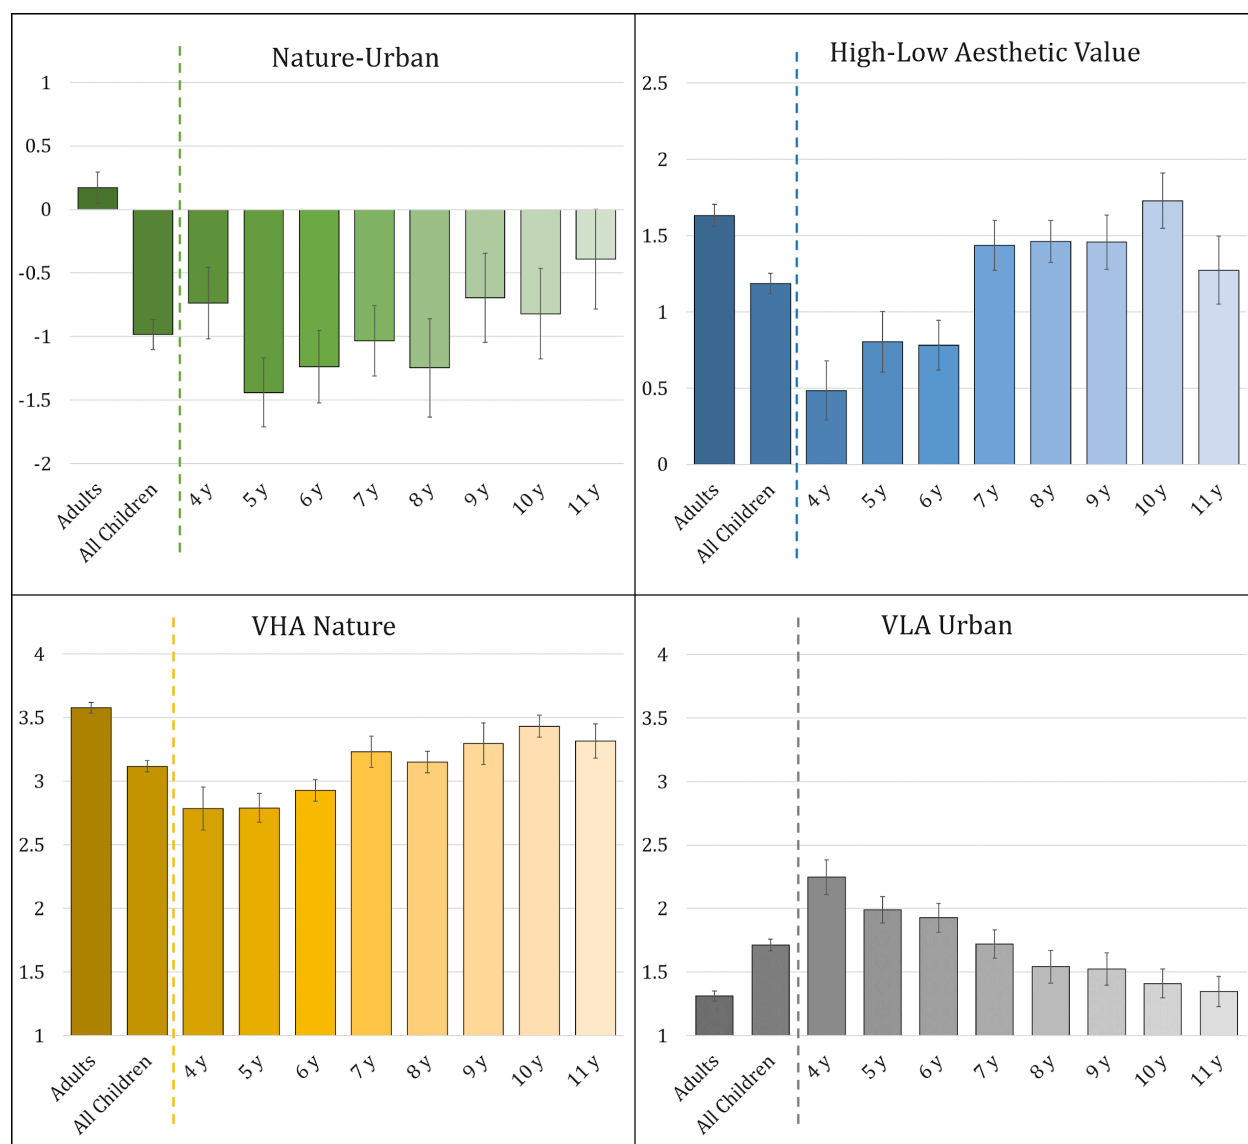 Nature-Urban
1
0.5
0
-0.5
-1
-1.5
-2
Adults
All Children
4 y
5 y
6 y
7 y
8 y
9 y
10 y
11 y
High-Low Aesthetic Value
2.5
2
1.5
1
0.5
0
Adults
All Children
4 y
5 y
6 y
7 y
8 y
9 y
10 y
11 y
VHA Nature
4
3.5
3
2.5
2
1.5
1
Adults
All Children
4 y
5 y
6 y
7 y
8 y
9 y
10 y
11 y
VLA Urban
4
3.5
3
2.5
2
1.5
1
Adults
All Children
4 y
5 y
6 y
7 y
8 y
9 y
10 y
11 y